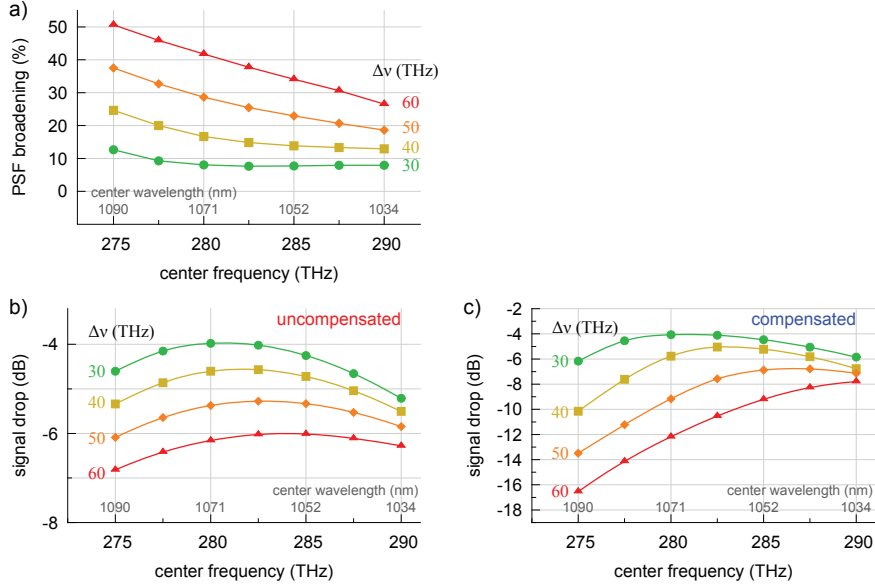 a)
PSF broadening (%)
50
40
30
20
10
0
Δν (THz)
60
50
40
30
center wavelength (nm)
1090 1071 1052 1034
275 280 285 290
center frequency (THz)
b)
signal drop (dB)
-4
-6
-8
Δν (THz)
uncompensated
30
40
50
60
center wavelength (nm)
1090 1071 1052 1034
275 280 285 290
center frequency (THz)
c)
signal drop (dB)
-2
-4
-6
-8
-10
-12
-14
-16
-18
Δν (THz)
compensated
30
40
50
60
center wavelength (nm)
1090 1071 1052 1034
275 280 285 290
center frequency (THz)